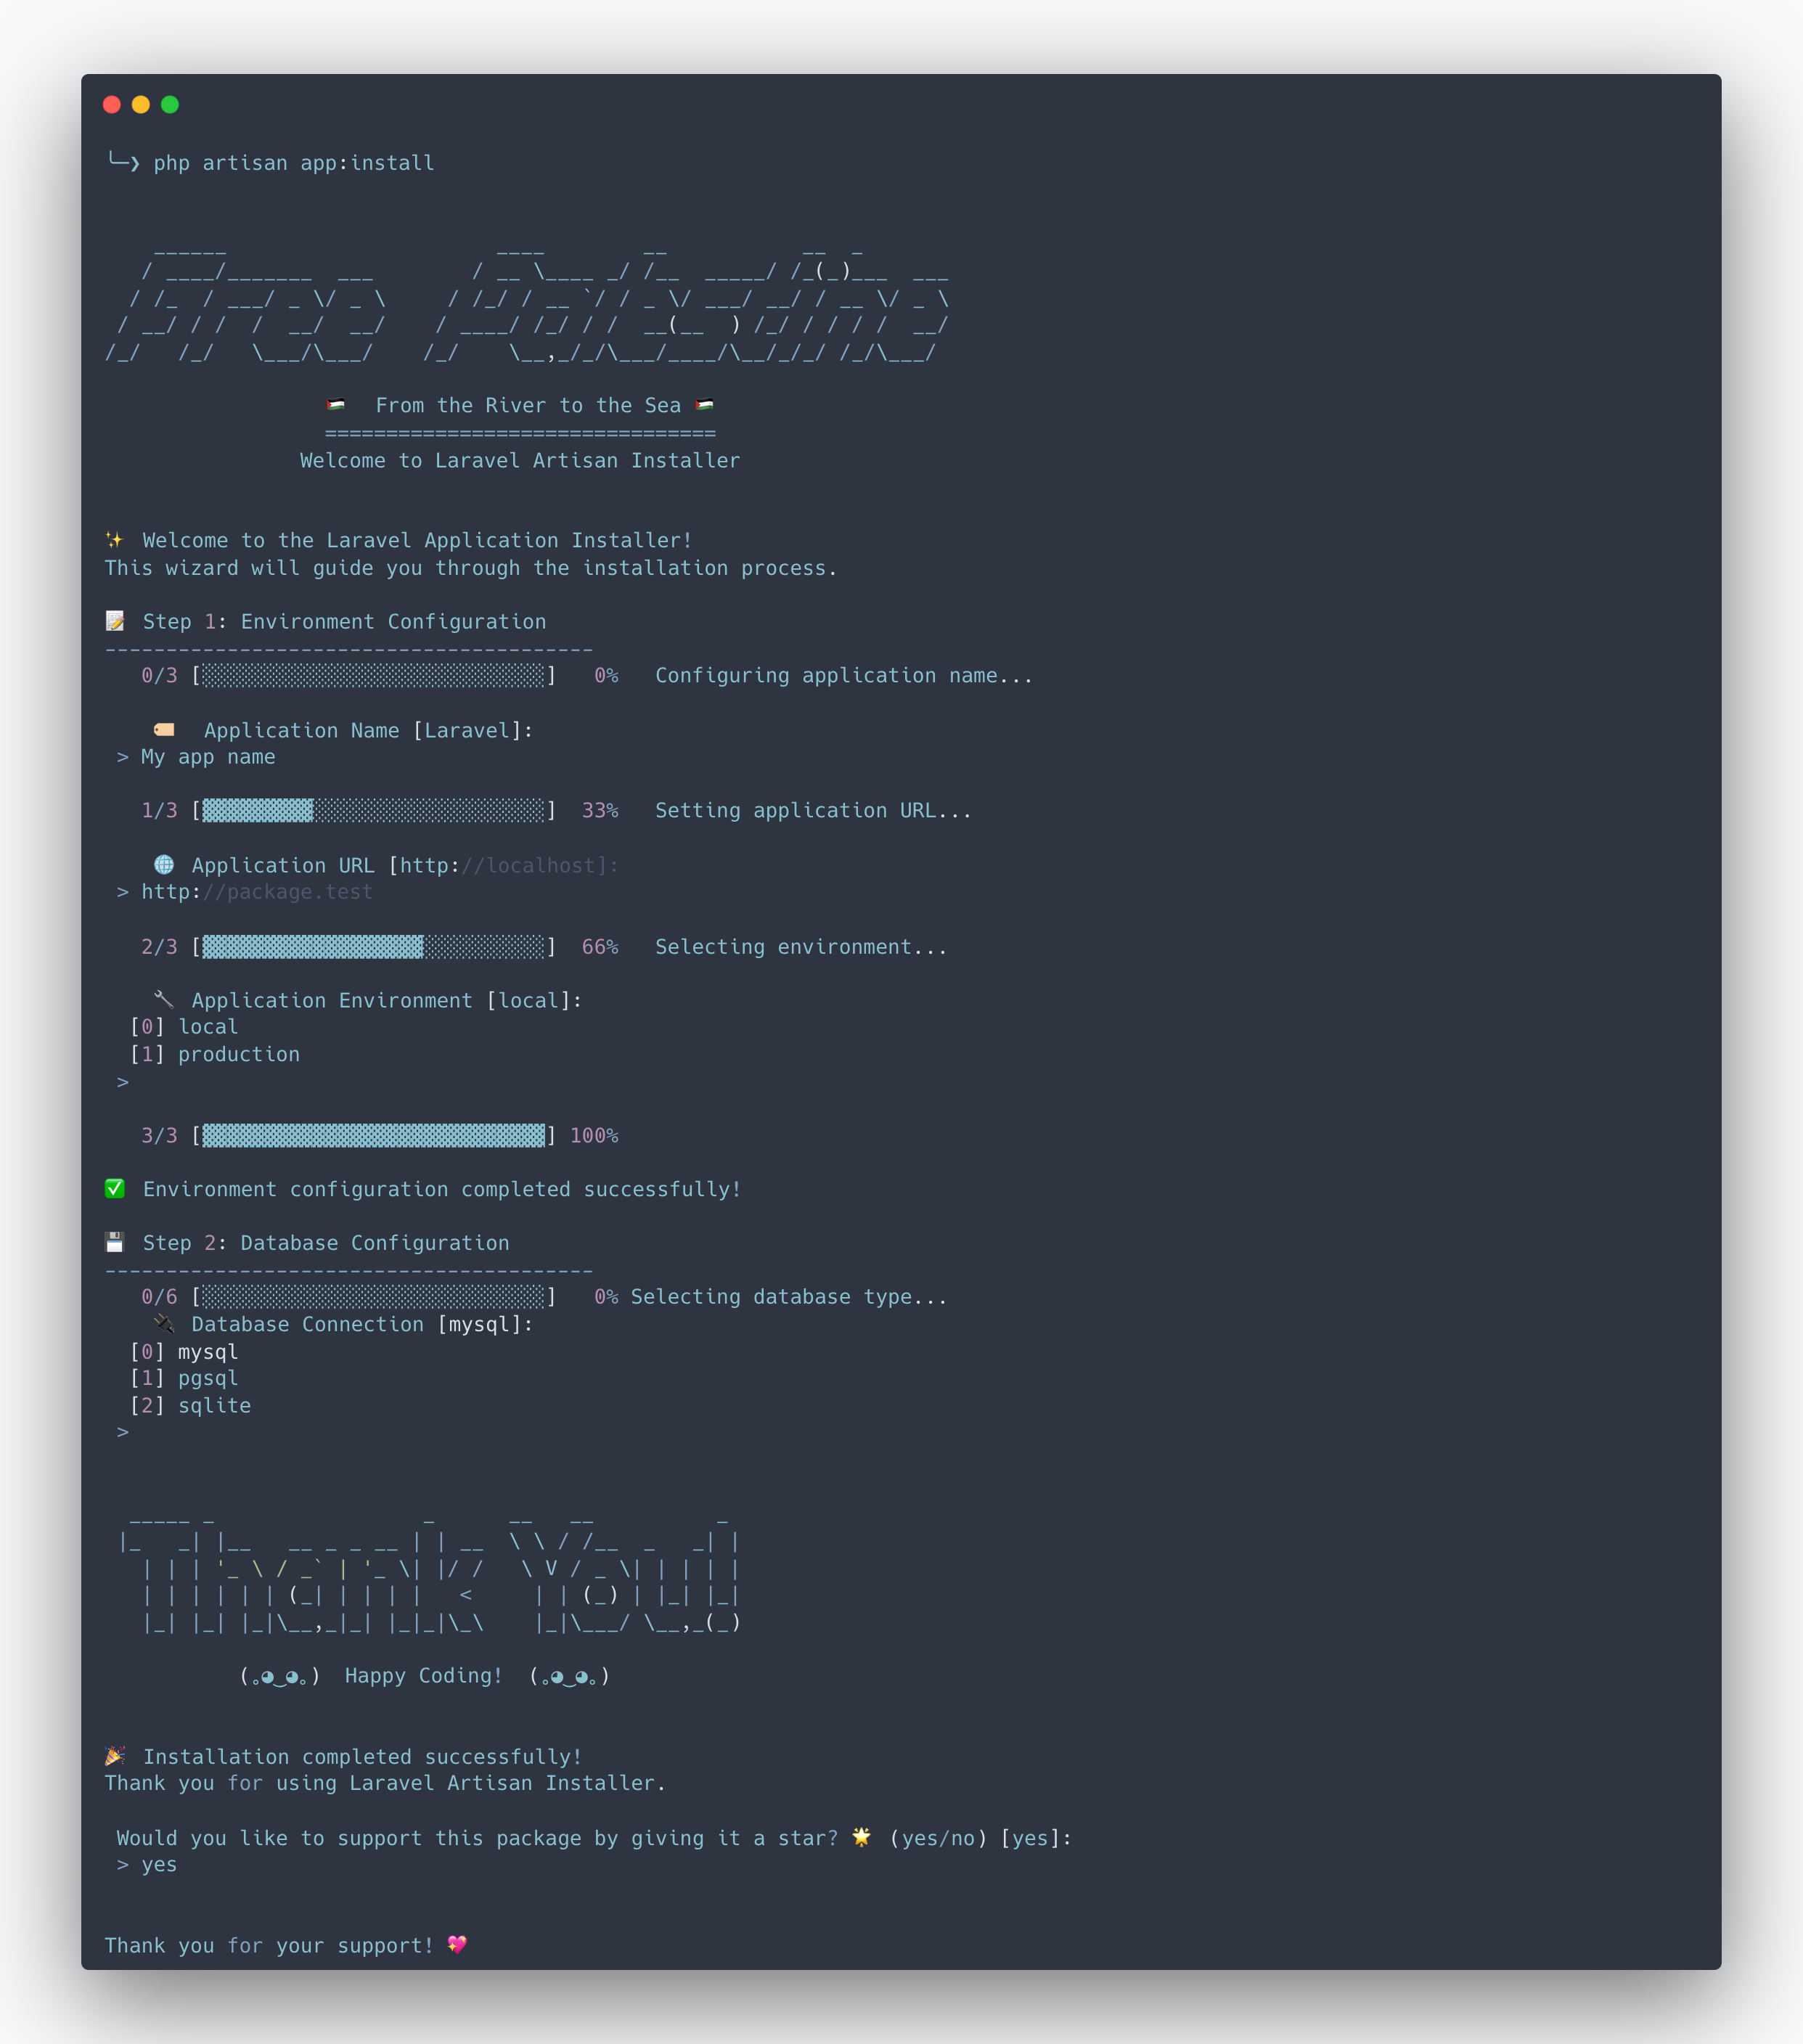 ╰─❯ php artisan app:install
    ______                      ____        __           __  _
   / ____/_______  ___        / __ \____ _/ /__  _____/ /_(_)___  ___
  / /_  / ___/ _ \/ _ \     / /_/ / __ `/ / _ \/ ___/ __/ / __ \/ _ \
 / __/ / /  /  __/  __/    / ____/ /_/ / /  __(__  ) /_/ / / / /  __/
/_/   /_/   \___/\___/    /_/    \__,_/_/\___/____/\__/_/_/ /_/\___/
🇵🇸  From the River to the Sea 🇵🇸
================================
Welcome to Laravel Artisan Installer
✨ Welcome to the Laravel Application Installer!
This wizard will guide you through the installation process.
📝 Step 1: Environment Configuration
----------------------------------------
0/3 [░░░░░░░░░░░░░░░░░░░░░░░░░░░░]   0%   Configuring application name...
🏷️  Application Name [Laravel]:
> My app name
1/3 [▓▓▓▓▓▓▓▓▓░░░░░░░░░░░░░░░░░░░]  33%   Setting application URL...
🌐 Application URL [http://localhost]:
> http://package.test
2/3 [▓▓▓▓▓▓▓▓▓▓▓▓▓▓▓▓▓▓░░░░░░░░░░]  66%   Selecting environment...
🔧 Application Environment [local]:
[0] local
[1] production
>
3/3 [▓▓▓▓▓▓▓▓▓▓▓▓▓▓▓▓▓▓▓▓▓▓▓▓▓▓▓▓] 100%
✅ Environment configuration completed successfully!
💾 Step 2: Database Configuration
----------------------------------------
0/6 [░░░░░░░░░░░░░░░░░░░░░░░░░░░░]   0% Selecting database type...
🔌 Database Connection [mysql]:
[0] mysql
[1] pgsql
[2] sqlite
>
  _____ _                 _      __   __          _
 |_   _| |__   __ _ _ __ | | __  \ \ / /__  _   _| |
   | | | '_ \ / _` | '_ \| |/ /   \ V / _ \| | | | |
   | | | | | | (_| | | | |   <     | | (_) | |_| |_|
   |_| |_| |_|\__,_|_| |_|_|\_\    |_|\___/ \__,_(_)
(｡◕‿◕｡)  Happy Coding!  (｡◕‿◕｡)
🎉 Installation completed successfully!
Thank you for using Laravel Artisan Installer.
Would you like to support this package by giving it a star? 🌟 (yes/no) [yes]:
> yes
Thank you for your support! 💖